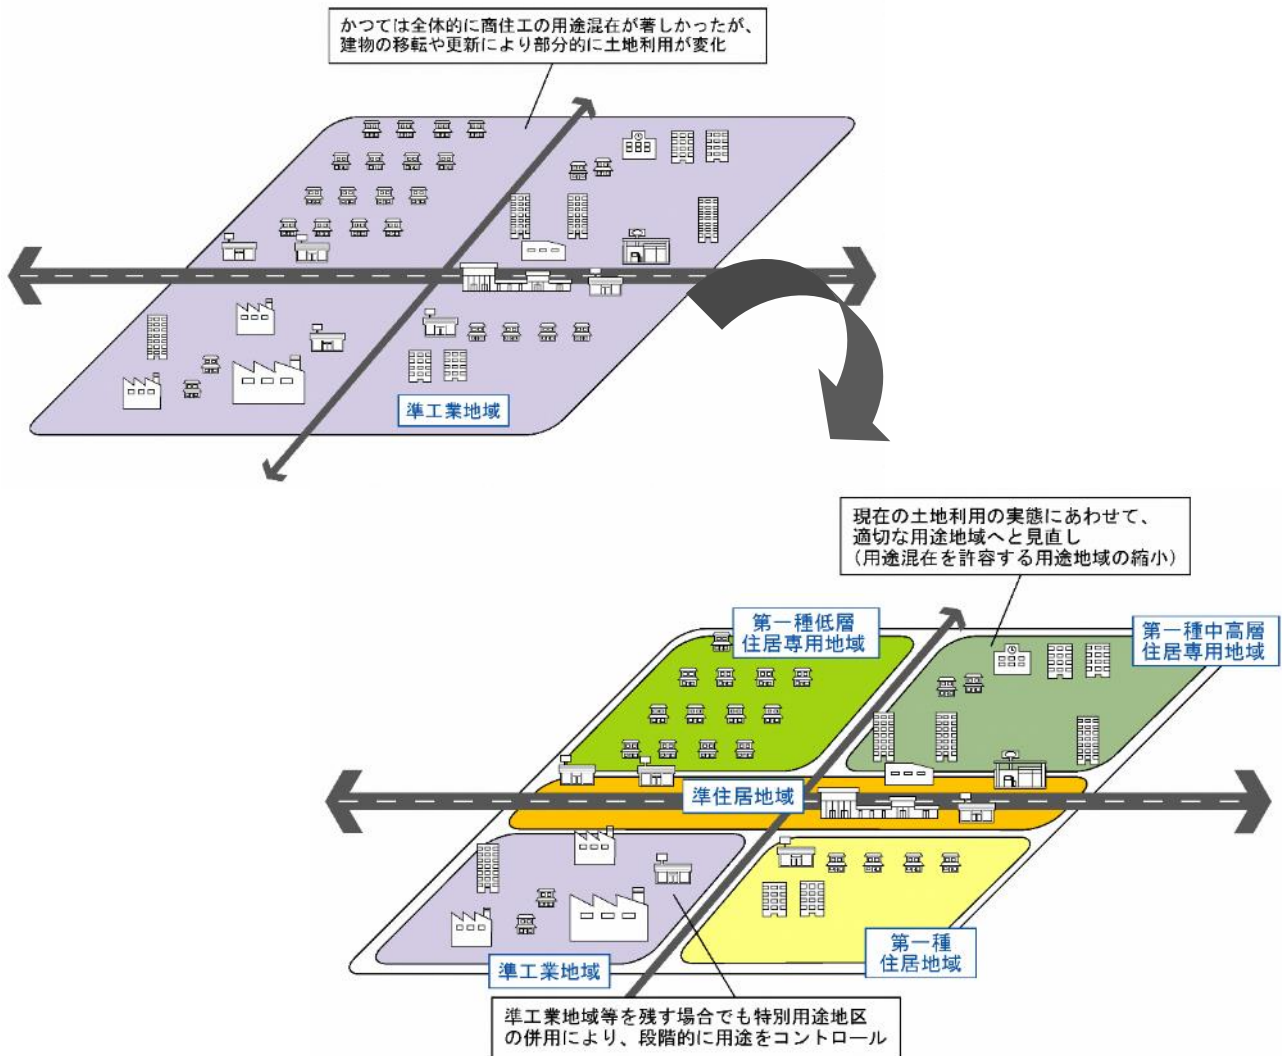 かつては全体的に商住工の用途混在が著しかったが、
建物の移転や更新により部分的に土地利用が変化
準工業地域
現在の土地利用の実態にあわせて、
適切な用途地域へと見直し
（用途混在を許容する用途地域の縮小）
第一種低層
住居専用地域
第一種中高層
住居専用地域
準住居地域
第一種
住居地域
準工業地域
準工業地域等を残す場合でも特別用途地区
の併用により、段階的に用途をコントロール